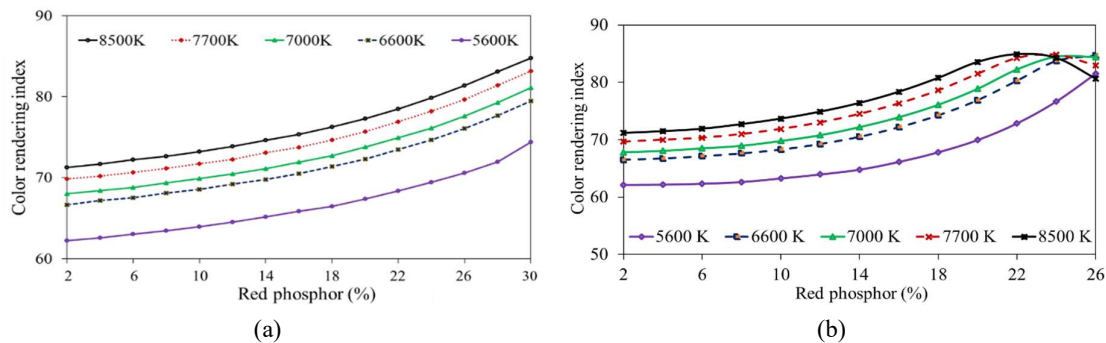 90
8500K 7700K 7000K 6600K 5600K
80
70
60
2 6 10 14 18 22 26 30
Color rendering index
Red phosphor (%)
(a)
90
80
70
60
5600 K 6600 K 7000 K 7700 K 8500 K
50
2 6 10 14 18 22 26
Color rendering index
Red phosphor (%)
(b)